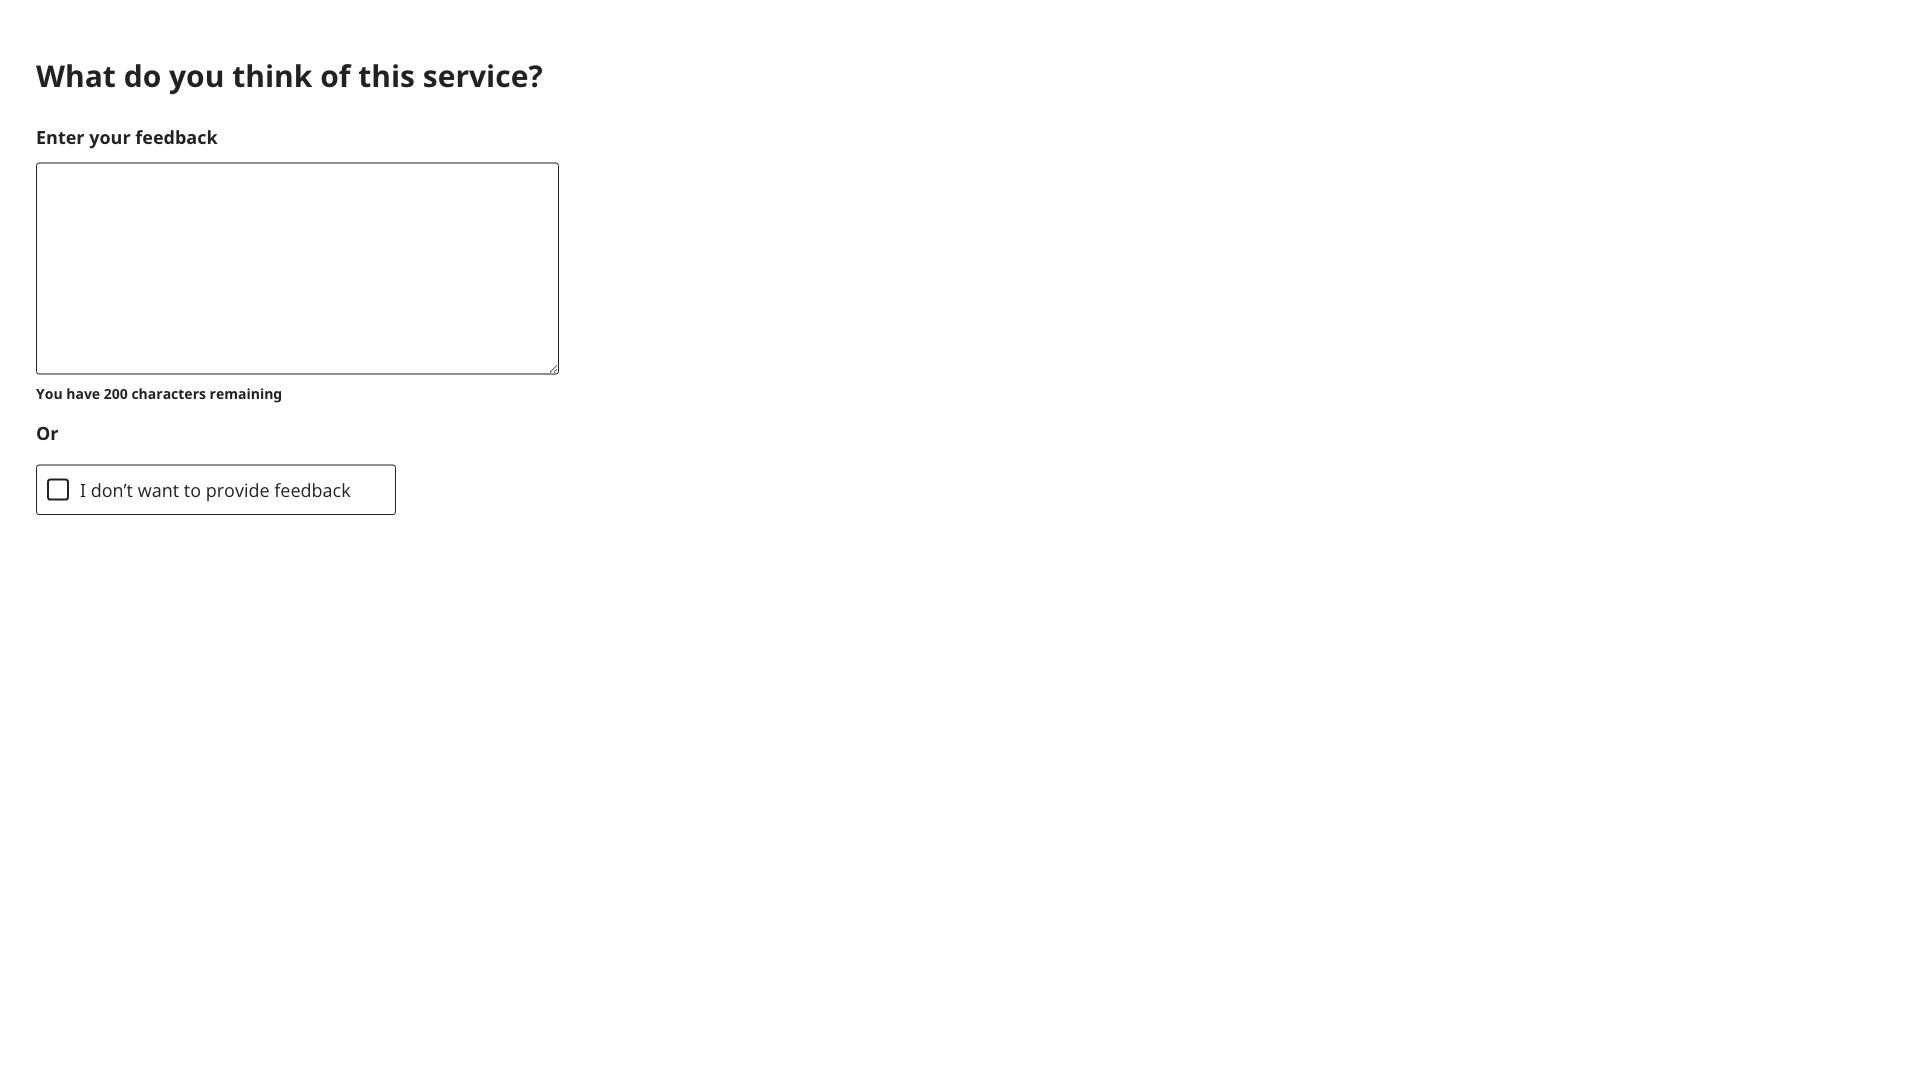 What do you think of this service?
Enter your feedback
You have 200 characters remaining
Or
I don’t want to provide feedback